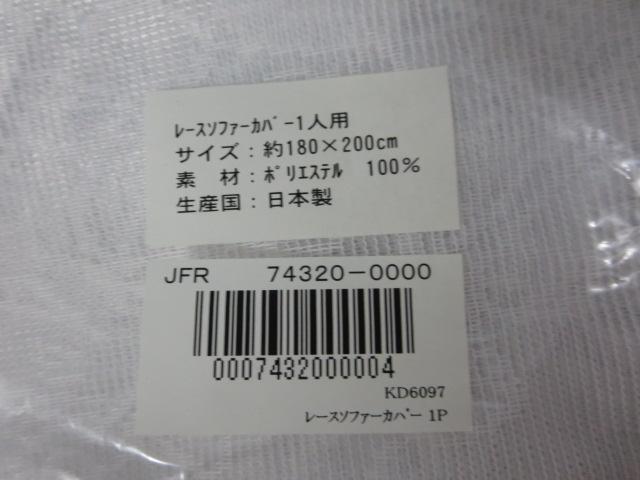 ﾚｰｽｿﾌｧｰｶﾊﾞｰ1人用
サイズ：約180×200cm
素　材：ﾎﾟﾘｴｽﾃﾙ　100％
生産国：日本製
JFR　74320-0000
0007432000004
KD6097
レースソファーカバー 1P